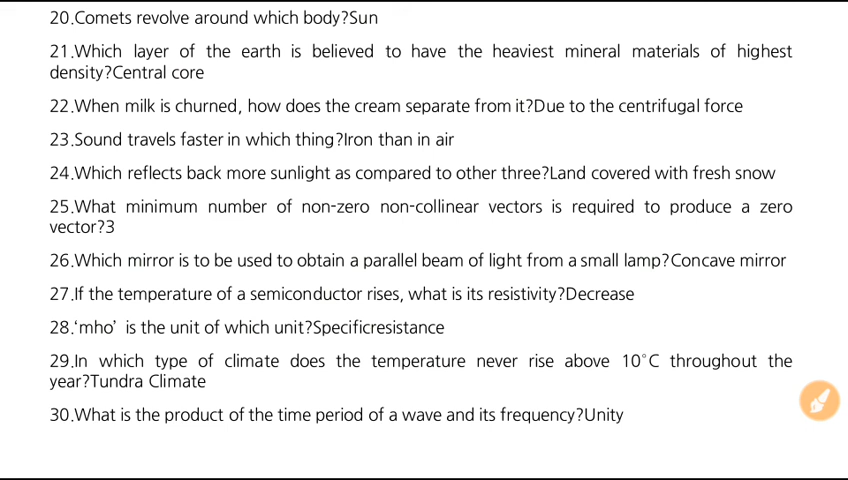 20.Comets revolve around which body?Sun
21.Which layer of the earth is believed to have the heaviest mineral materials of highest
density?Central core
22.When milk is churned, how does the cream separate from it?Due to the centrifugal force
23.Sound travels faster in which thing?Iron than in air
24.Which reflects back more sunlight as compared to other three?Land covered with fresh snow
25.What minimum number of non-zero non-collinear vectors is required to produce a zero
vector?3
26.Which mirror is to be used to obtain a parallel beam of light from a small lamp?Concave mirror
27.If the temperature of a semiconductor rises, what is its resistivity?Decrease
28.‘mho’ is the unit of which unit?Specificresistance
29.In which type of climate does the temperature never rise above 10°C throughout the
year?Tundra Climate
30.What is the product of the time period of a wave and its frequency?Unity